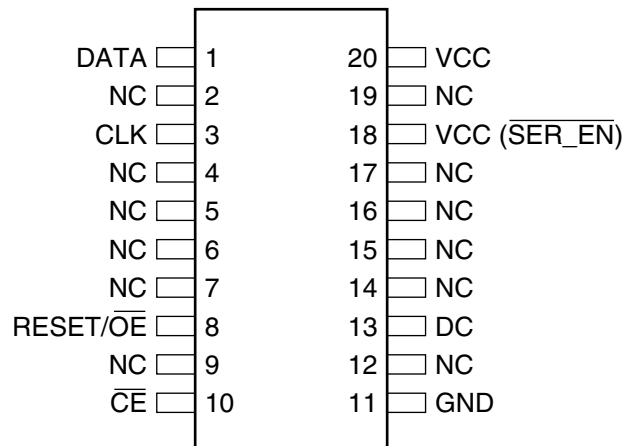 DATA 1 20 VCC
NC 2 19 NC
CLK 3 18 VCC (SER_EN)
NC 4 17 NC
NC 5 16 NC
NC 6 15 NC
NC 7 14 NC
RESET/OE 8 13 DC
NC 9 12 NC
CE 10 11 GND